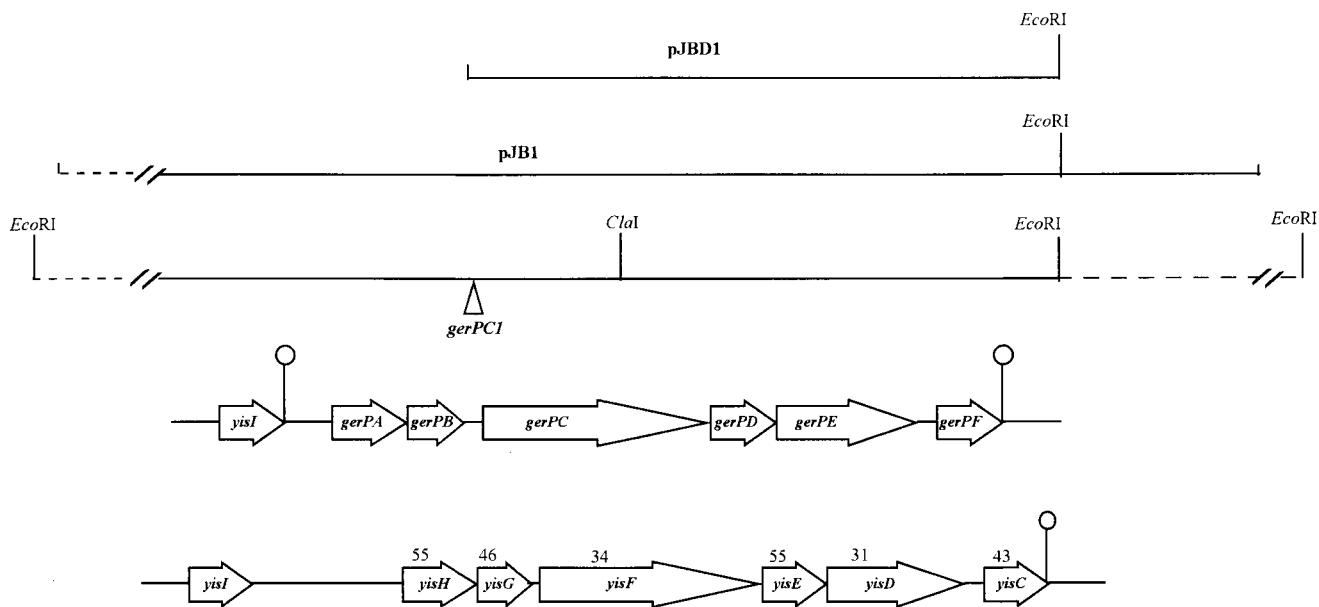 EcoRI
pJBD1
EcoRI
pJB1
EcoRI ClaI EcoRI EcoRI
gerPC1
yisI gerPA gerPB gerPC gerPD gerPE gerPF
55 46 34 55 31 43
yisI yisH yisG yisF yisE yisD yisC